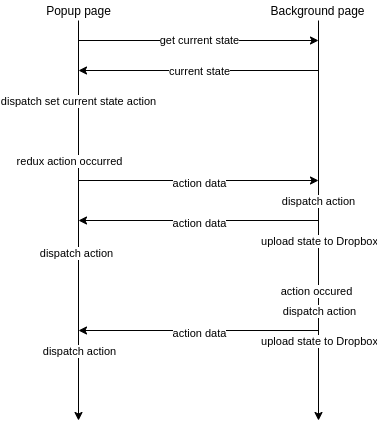 Popup page
Background page
get current state
current state
dispatch set current state action
redux action occurred
action data
dispatch action
action data
upload state to Dropbox
dispatch action
action occured
dispatch action
action data
upload state to Dropbox
dispatch action